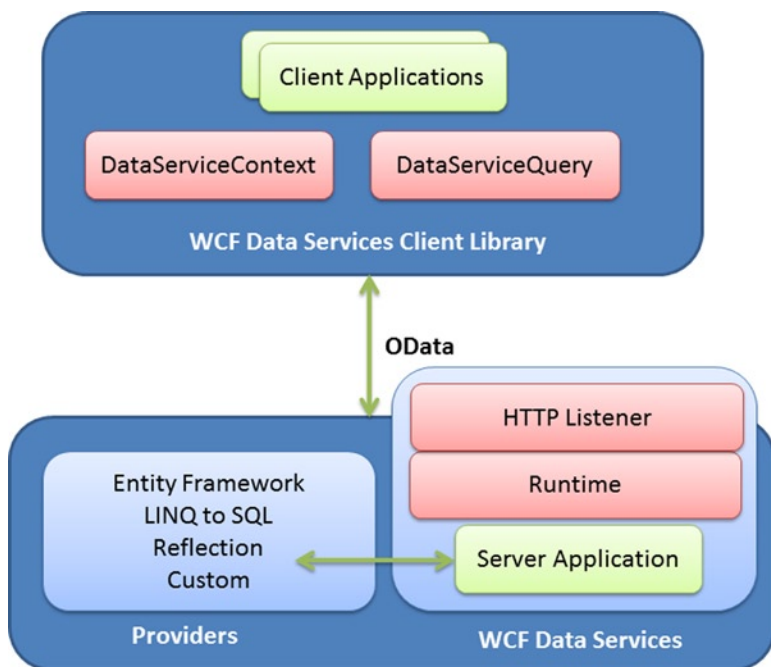 Client Applications
DataServiceContext
DataServiceQuery
WCF Data Services Client Library
OData
HTTP Listener
Runtime
Server Application
Entity Framework
LINQ to SQL
Reflection
Custom
Providers
WCF Data Services